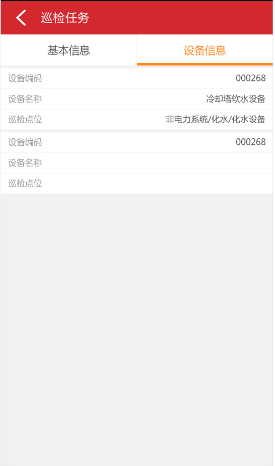 巡检任务
基本信息 设备信息
设备编码 000268
设备名称 冷却塔软水设备
巡检点位 非电力系统/化水/化水设备
设备编码 000268
设备名称
巡检点位